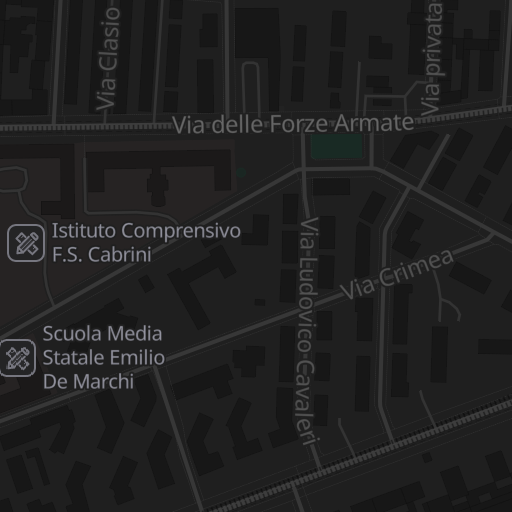 Via Clasio
Via privata
Via delle Forze Armate
Istituto Comprensivo
F.S. Cabrini
Via Ludovico Cavaleri
Via Crimea
Scuola Media
Statale Emilio
De Marchi